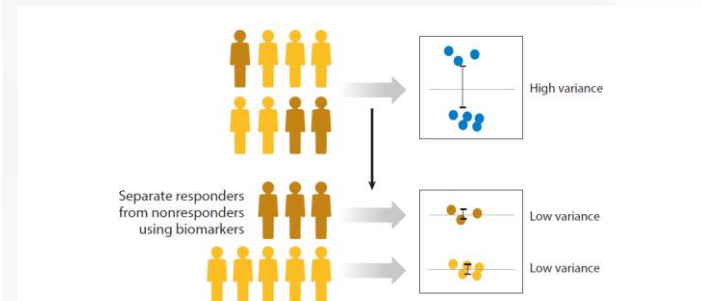 High variance
Separate responders
from nonresponders
using biomarkers
Low variance
Low variance